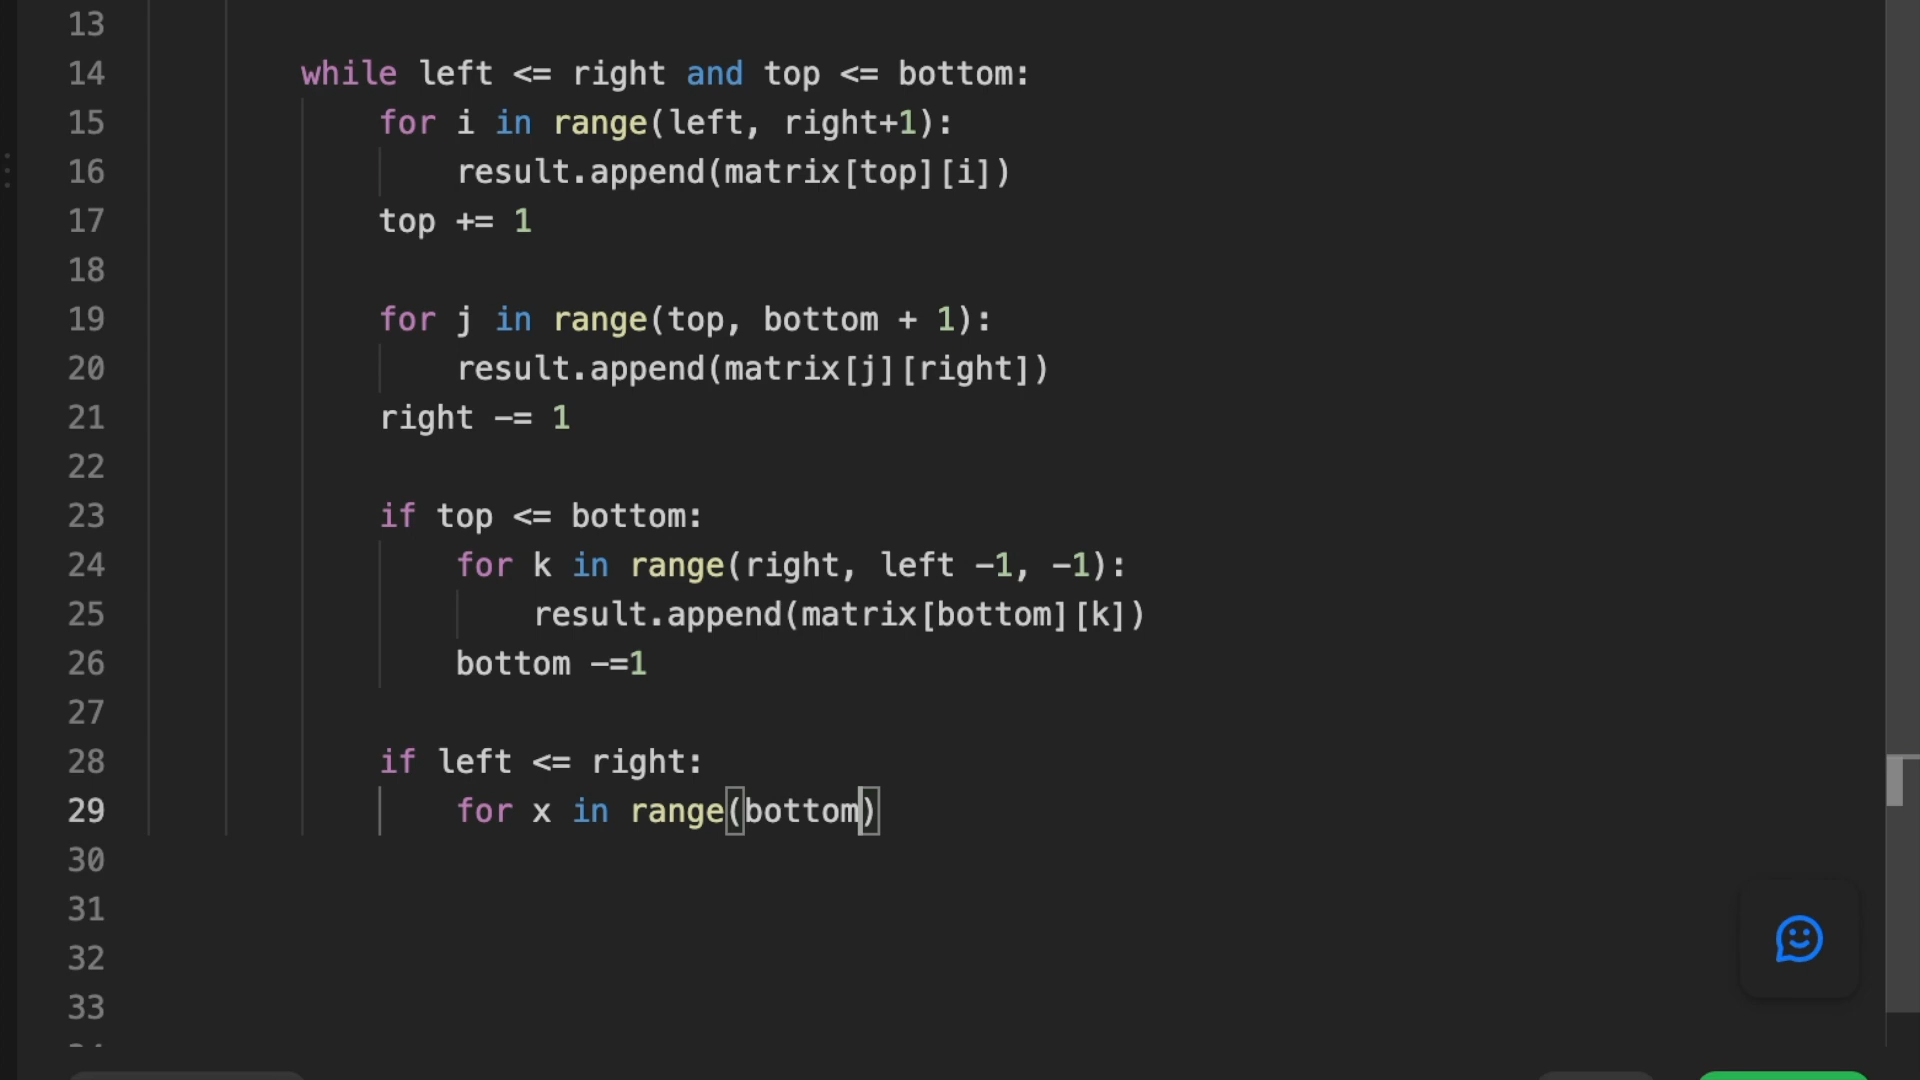 13
14 while left <= right and top <= bottom:
15 for i in range(left, right+1):
16 result.append(matrix[top][i])
17 top += 1
18
19 for j in range(top, bottom + 1):
20 result.append(matrix[j][right])
21 right -= 1
22
23 if top <= bottom:
24 for k in range(right, left -1, -1):
25 result.append(matrix[bottom][k])
26 bottom -=1
27
28 if left <= right:
29 for x in range(bottom)
30
31
32
33